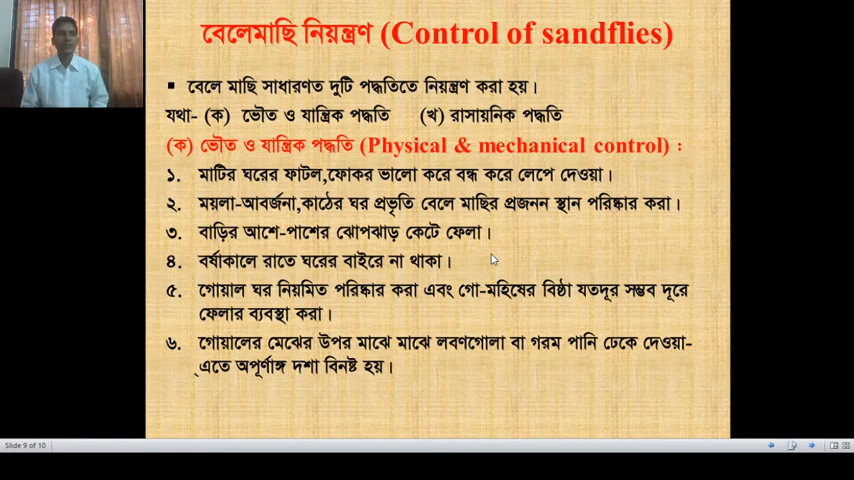 বেলেমাছি নিয়ন্ত্রণ (Control of sandflies)
▪ বেলে মাছি সাধারণত দুটি পদ্ধতিতে নিয়ন্ত্রণ করা হয়।
যথা- (ক) ভৌত ও যান্ত্রিক পদ্ধতি (খ) রাসায়নিক পদ্ধতি
(ক) ভৌত ও যান্ত্রিক পদ্ধতি (Physical & mechanical control) :
১. মাটির ঘরের ফাটল,ফোকর ভালো করে বন্ধ করে লেপে দেওয়া।
২. ময়লা-আবর্জনা,কাঠের ঘর প্রভৃতি বেলে মাছির প্রজনন স্থান পরিষ্কার করা।
৩. বাড়ির আশে-পাশের ঝোপঝাড় কেটে ফেলা।
৪. বর্ষাকালে রাতে ঘরের বাইরে না থাকা।
৫. গোয়াল ঘর নিয়মিত পরিষ্কার করা এবং গো-মহিষের বিষ্ঠা যতদূর সম্ভব দূরে
ফেলার ব্যবস্থা করা।
৬. গোয়ালের মেঝের উপর মাঝে মাঝে লবণগোলা বা গরম পানি ঢেকে দেওয়া-
এতে অপূর্ণাঙ্গ দশা বিনষ্ট হয়।
Slide 9 of 10